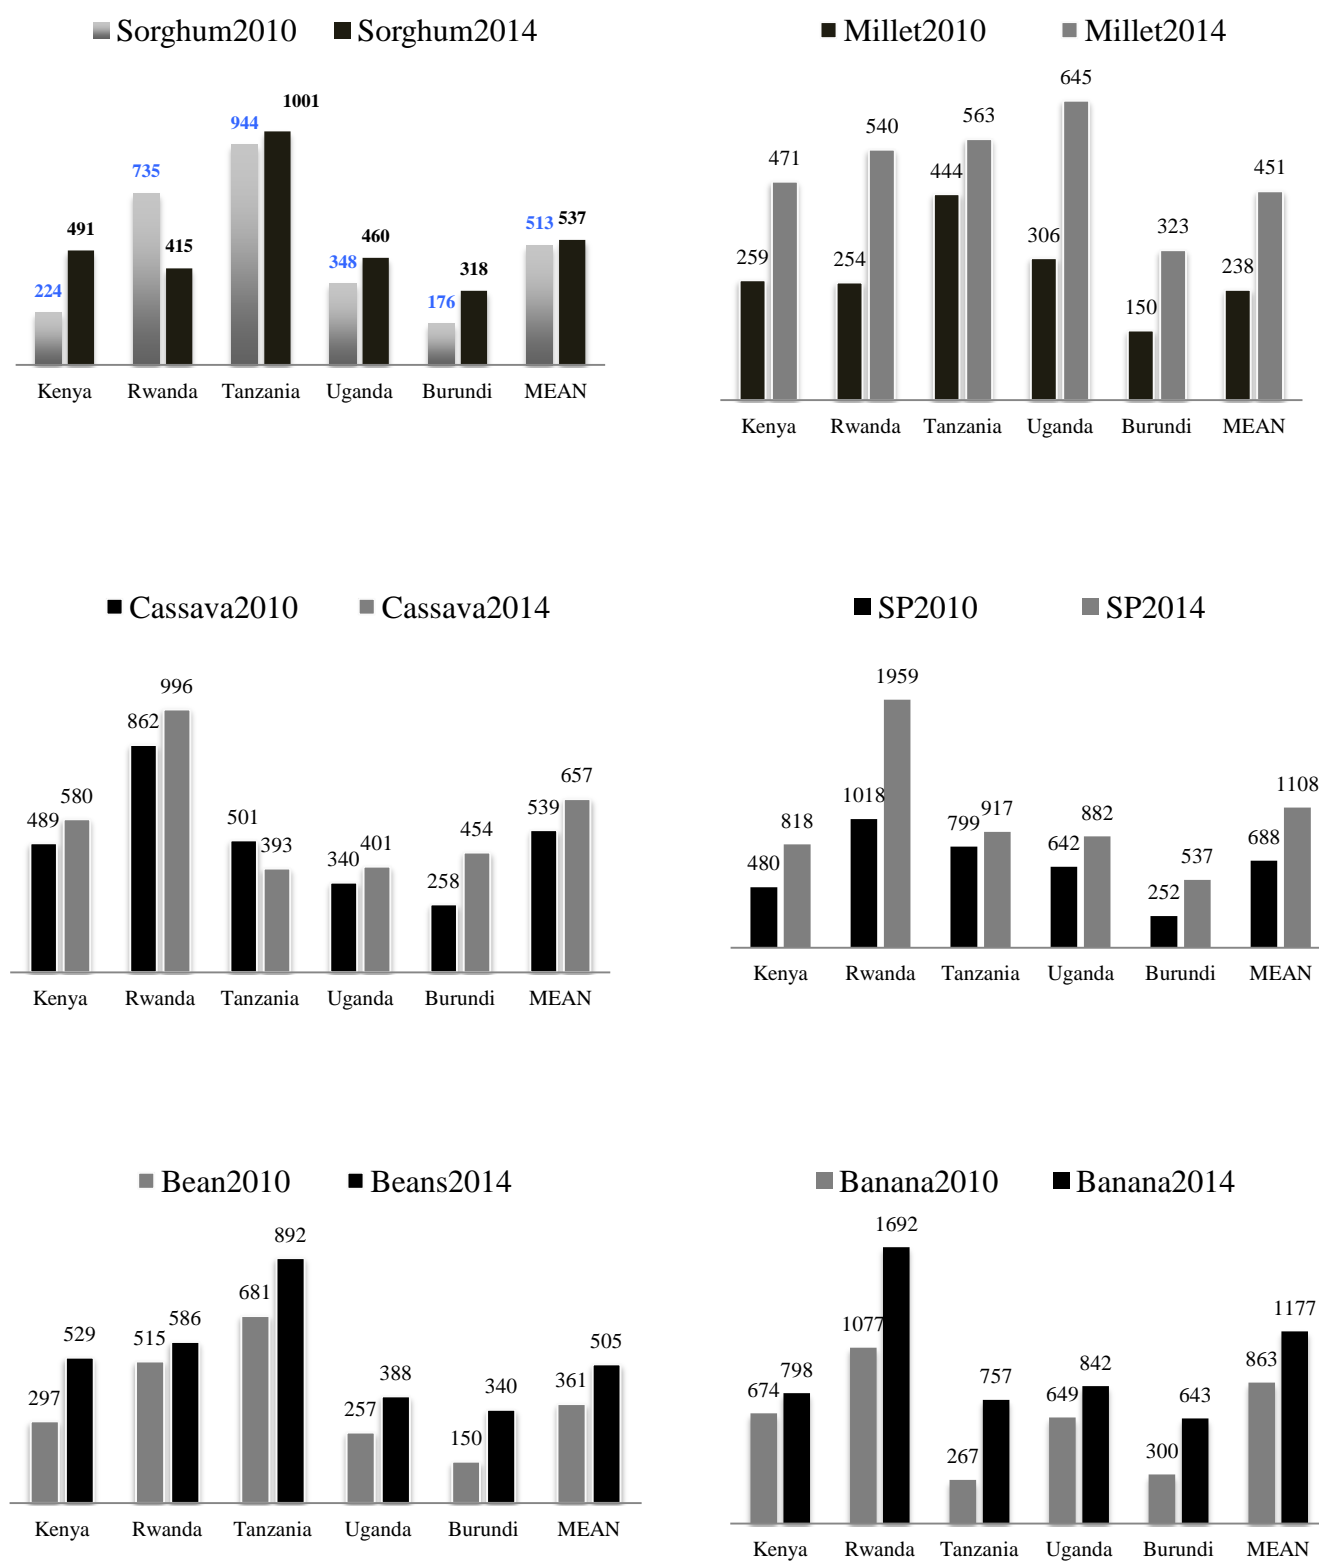 Sorghum2010 Sorghum2014
224 491 735 415 944 1001 348 460 176 318 513 537
Kenya Rwanda Tanzania Uganda Burundi MEAN
Millet2010 Millet2014
259 471 254 540 444 563 306 645 150 323 238 451
Kenya Rwanda Tanzania Uganda Burundi MEAN
Cassava2010 Cassava2014
489 580 862 996 501 393 340 401 258 454 539 657
Kenya Rwanda Tanzania Uganda Burundi MEAN
SP2010 SP2014
480 818 1018 1959 799 917 642 882 252 537 688 1108
Kenya Rwanda Tanzania Uganda Burundi MEAN
Bean2010 Beans2014
297 529 515 586 681 892 257 388 150 340 361 505
Kenya Rwanda Tanzania Uganda Burundi MEAN
Banana2010 Banana2014
674 798 1077 1692 267 757 649 842 300 643 863 1177
Kenya Rwanda Tanzania Uganda Burundi MEAN